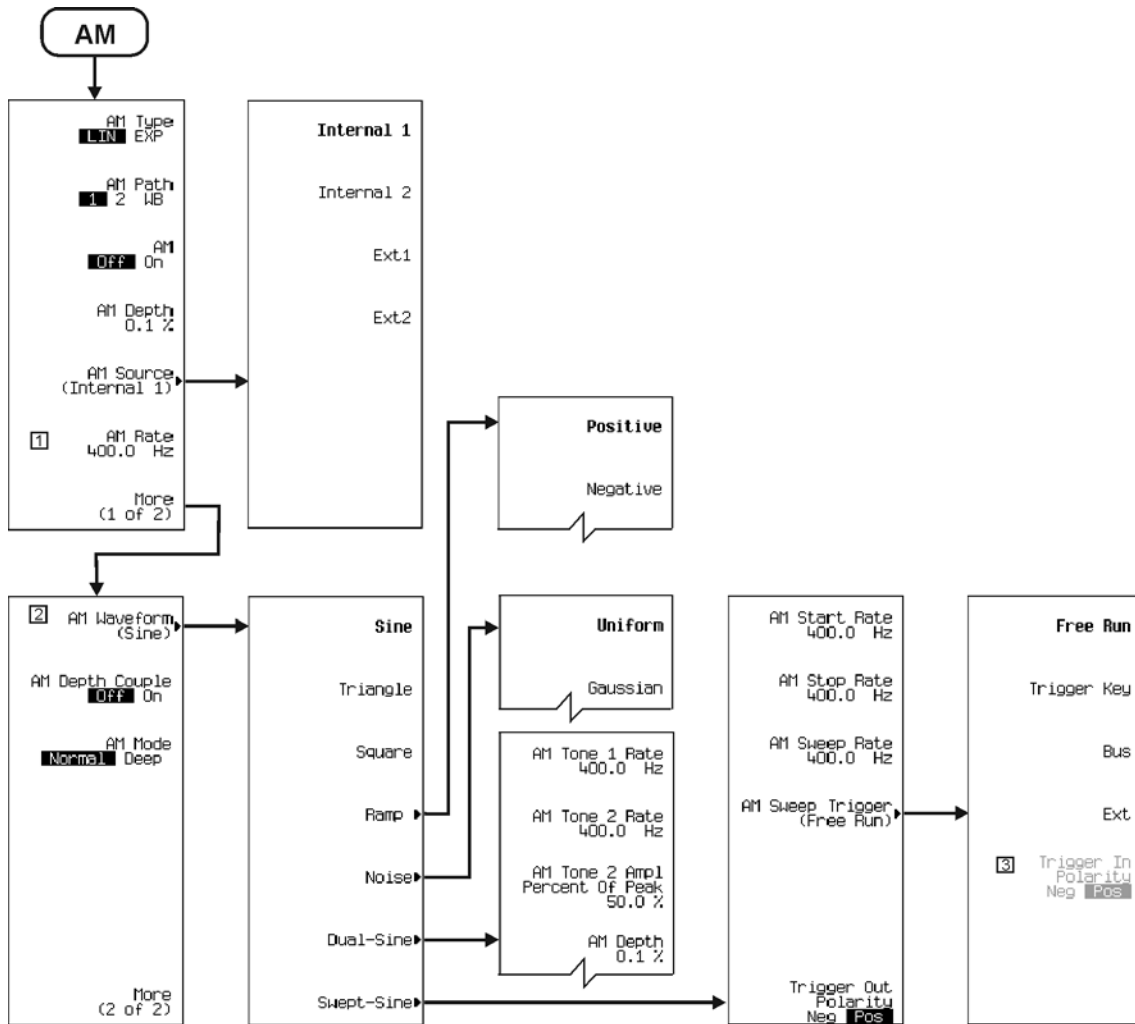 AM
AM Type
LIN EXP
AM Path
1 2 WB
AM
Off On
AM Depth
0.1 %
AM Source
(Internal 1)
1
AM Rate
400.0 Hz
More
(1 of 2)
Internal 1
Internal 2
Ext1
Ext2
Positive
Negative
2
AM Waveform
(Sine)
AM Depth Couple
Off On
AM Mode
Normal Deep
More
(2 of 2)
Sine
Triangle
Square
Ramp
Noise
Dual-Sine
Swept-Sine
Uniform
Gaussian
AM Tone 1 Rate
400.0 Hz
AM Tone 2 Rate
400.0 Hz
AM Tone 2 Ampl
Percent Of Peak
50.0 %
AM Depth
0.1 %
AM Start Rate
400.0 Hz
AM Stop Rate
400.0 Hz
AM Sweep Rate
400.0 Hz
AM Sweep Trigger
(Free Run)
Trigger Out
Polarity
Neg Pos
Free Run
Trigger Key
Bus
Ext
3
Trigger In
Polarity
Neg Pos